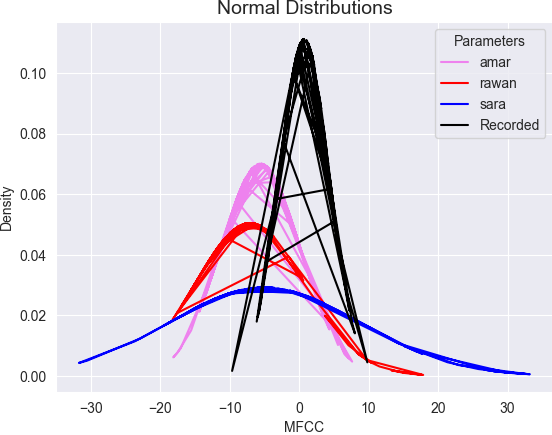 Normal Distributions
Parameters
amar
rawan
sara
Recorded
Density
0.10
0.08
0.06
0.04
0.02
0.00
−30 −20 −10 0 10 20 30
MFCC